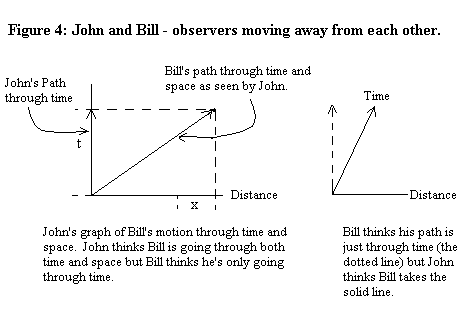 Figure 4: John and Bill - observers moving away from each other.
John's Path
through time
Bill's path through time and
space as seen by John.
t
Distance
x
Time
Distance
John's graph of Bill's motion through time and
space. John thinks Bill is going through both
time and space but Bill thinks he's only going
through time.
Bill thinks his path is
just through time (the
dotted line) but John
thinks Bill takes the
solid line.